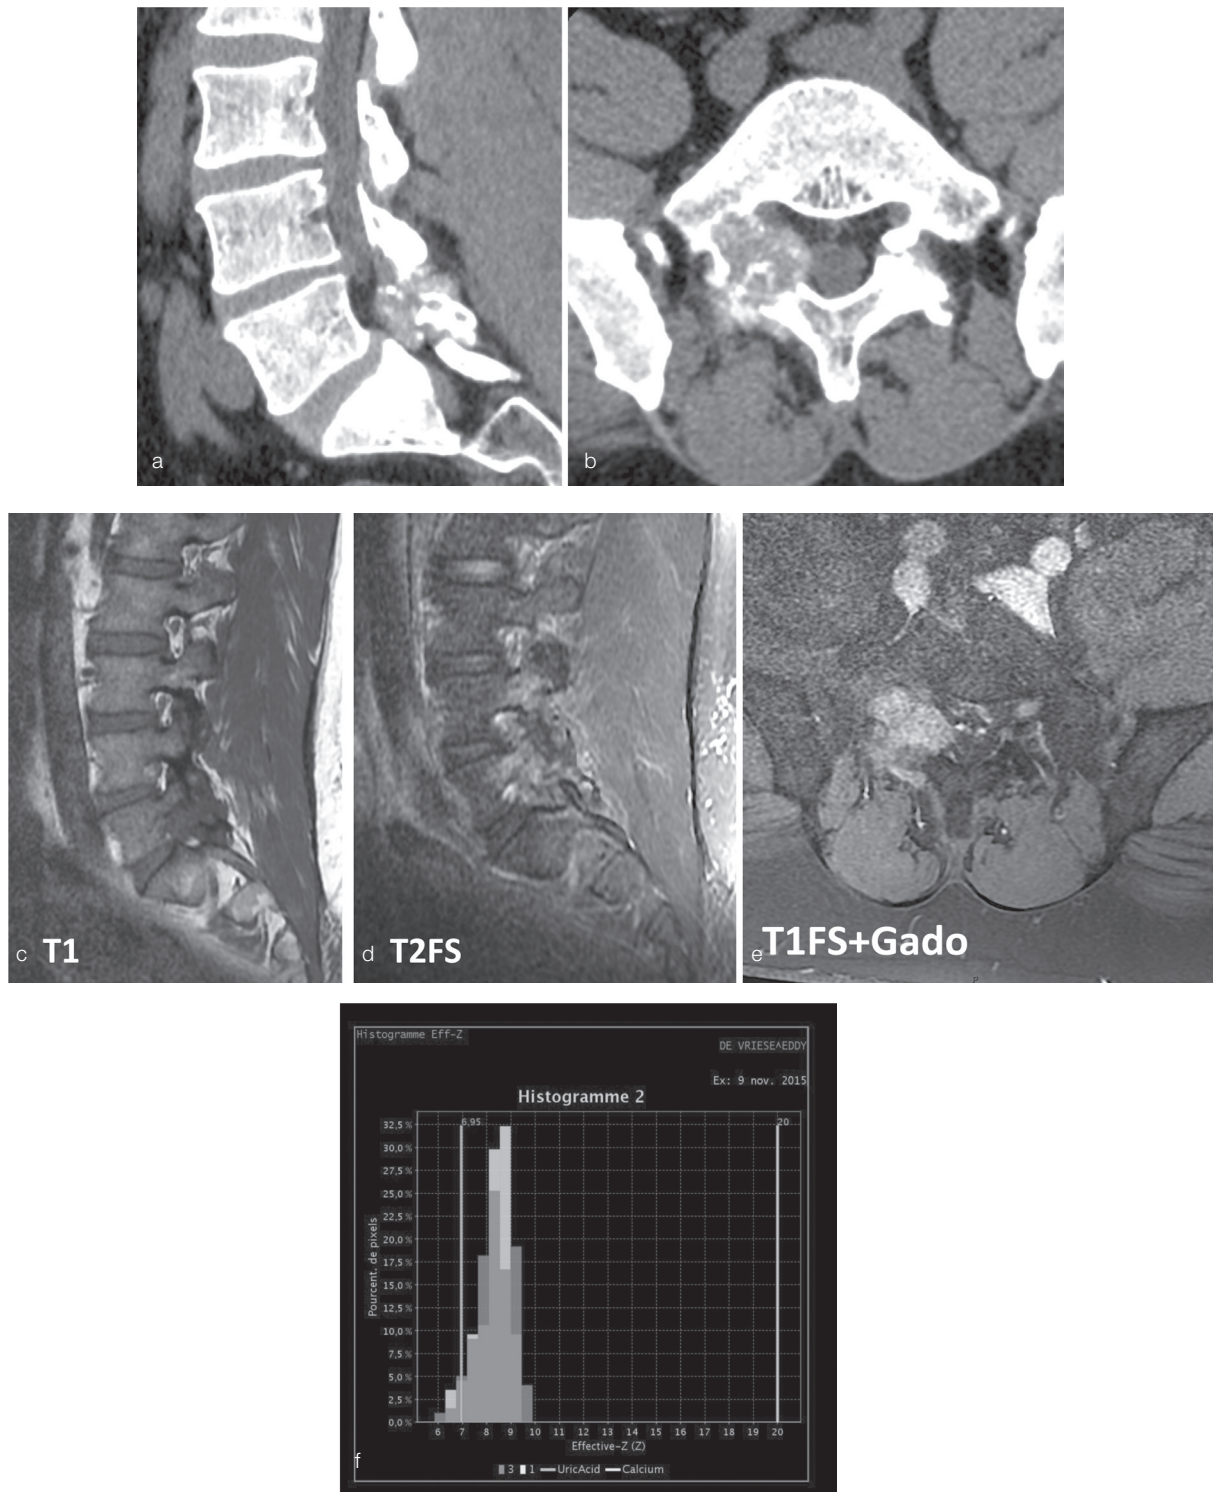 a
b
c T1
d T2FS
e T1FS+Gado
Histogramme Eff-Z
DE VRIESE^EDDY
Ex: 9 nov. 2015
Histogramme 2
6,95
20
32,5 %
30,0 %
27,5 %
25,0 %
22,5 %
20,0 %
17,5 %
15,0 %
12,5 %
10,0 %
7,5 %
5,0 %
2,5 %
0,0 %
Pourcent. de pixels
6 7 8 9 10 11 12 13 14 15 16 17 18 19 20
Effective-Z (Z)
3 1 UricAcid Calcium
f